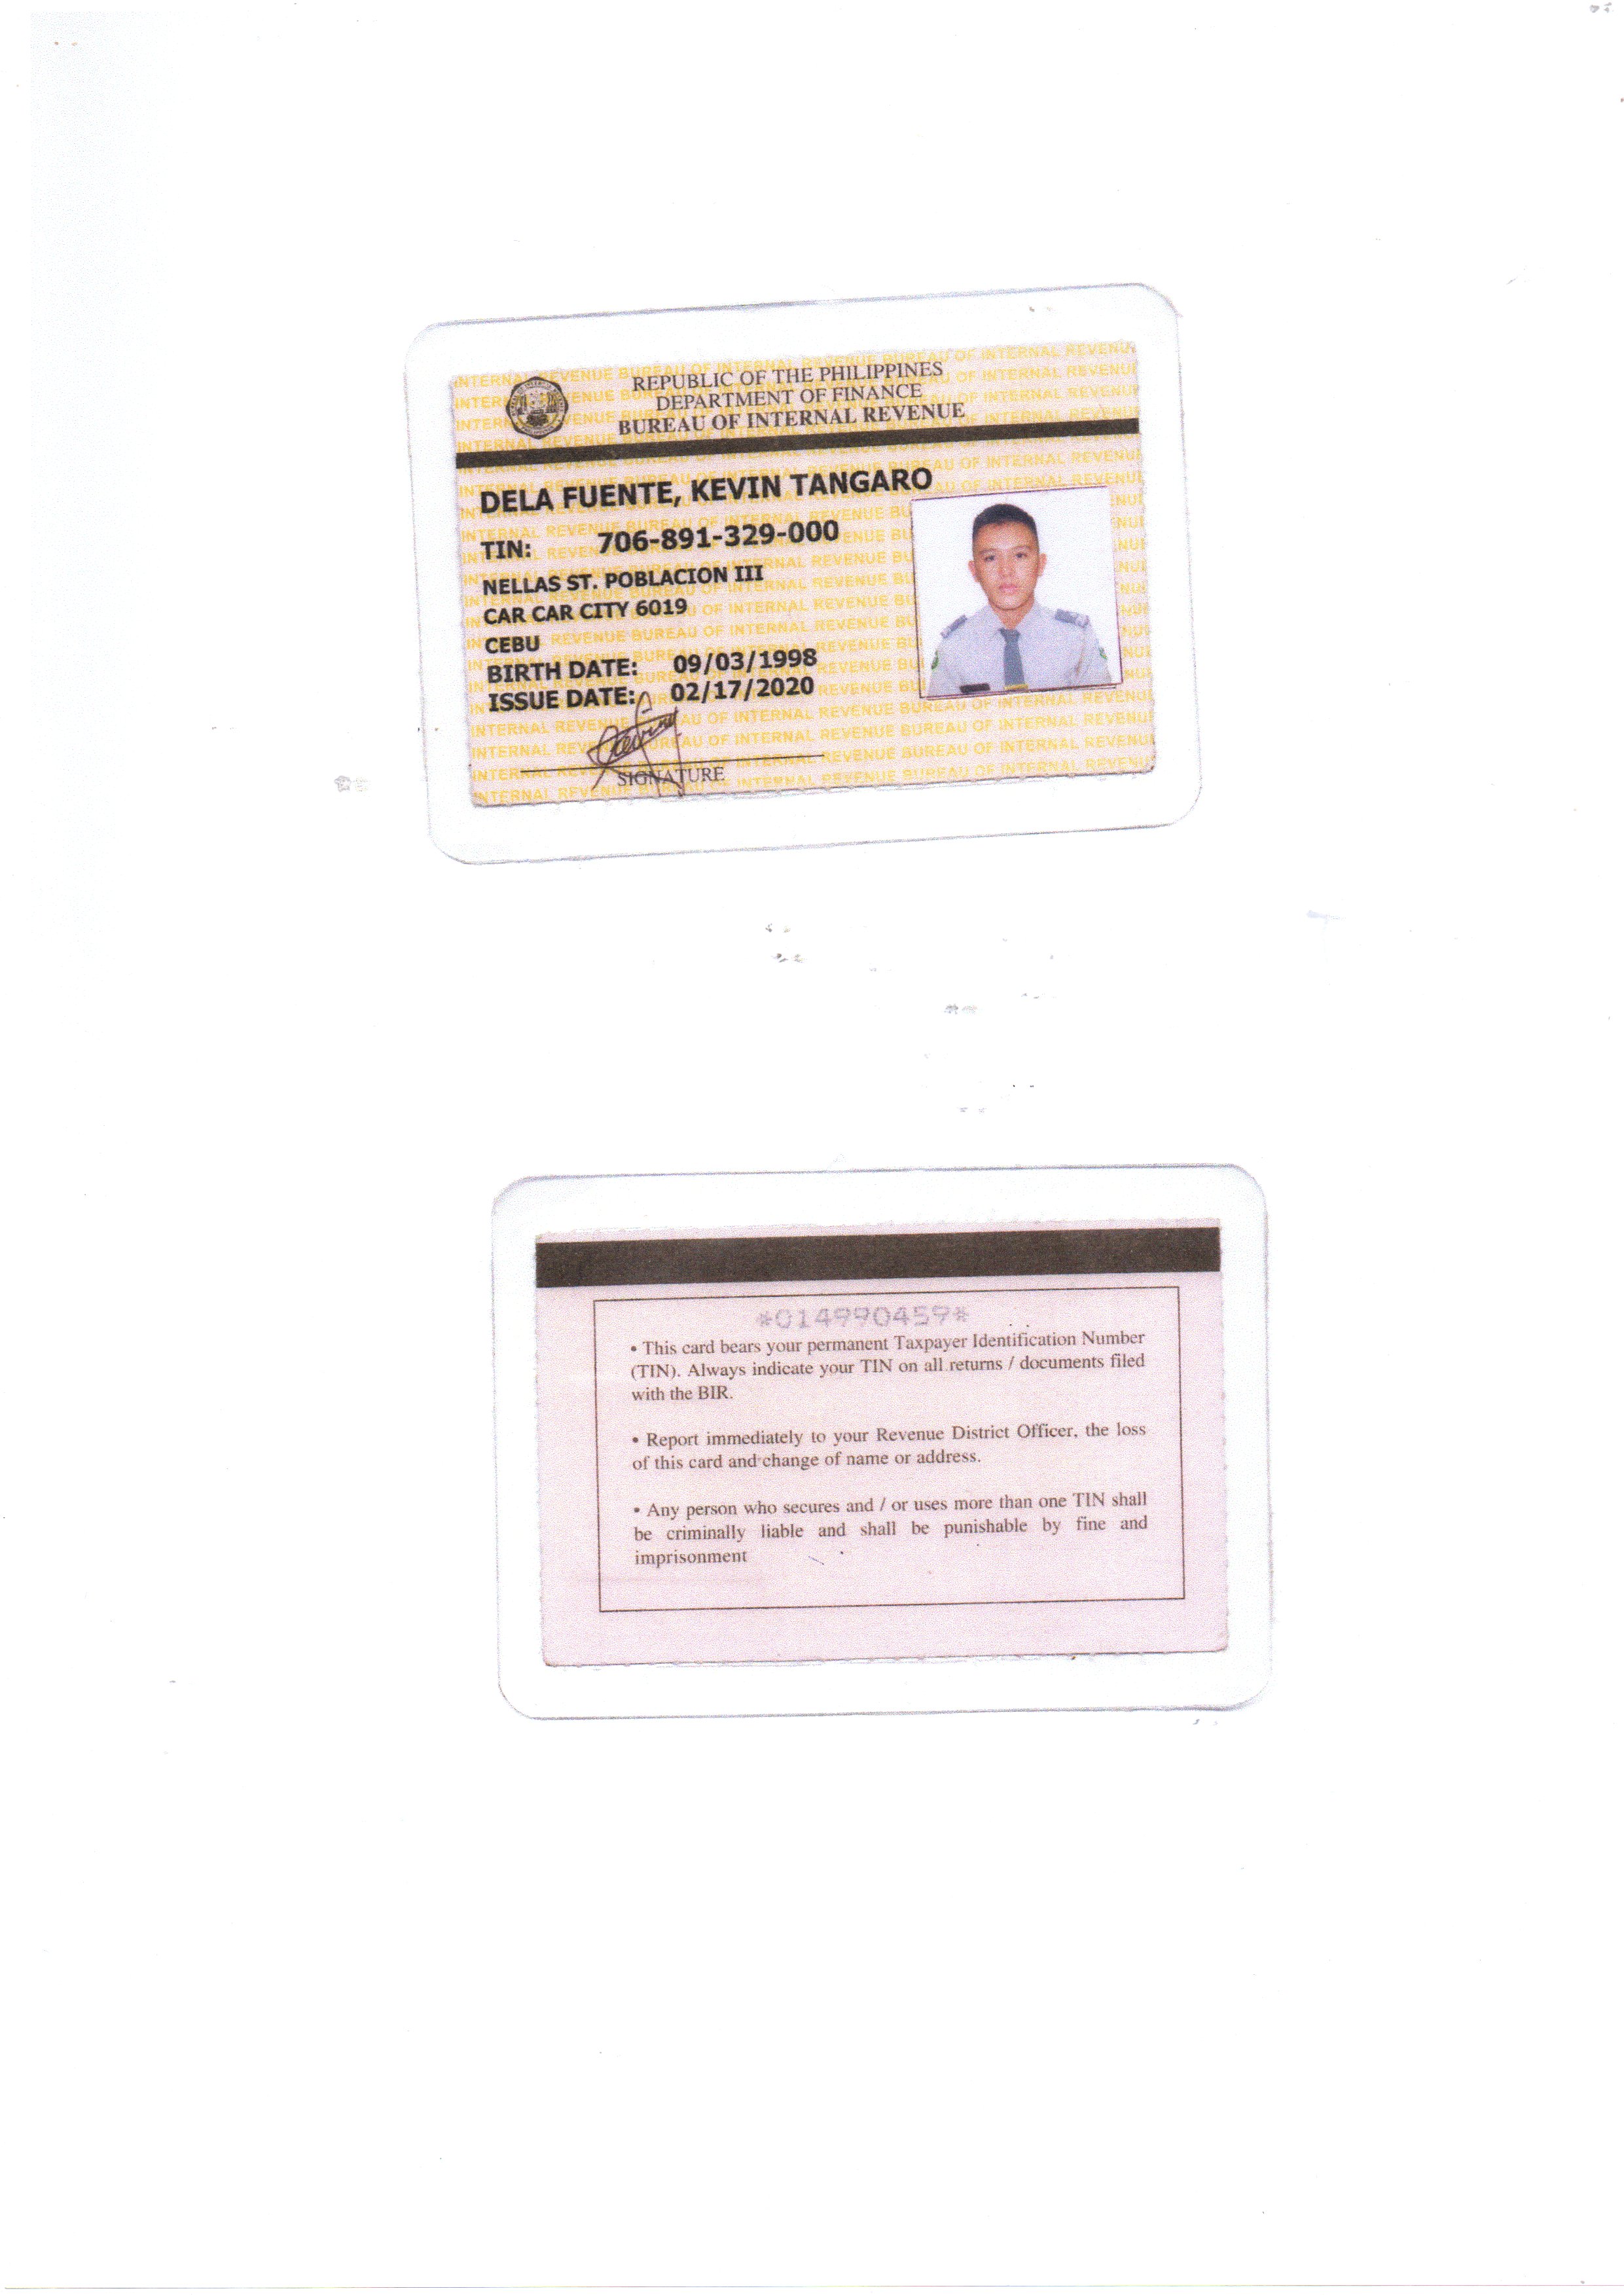 REPUBLIC OF THE PHILIPPINES
DEPARTMENT OF FINANCE
BUREAU OF INTERNAL REVENUE
DELA FUENTE, KEVIN TANGARO
TIN: 706-891-329-000
NELLAS ST. POBLACION III
CAR CAR CITY 6019
CEBU
BIRTH DATE: 09/03/1998
ISSUE DATE: 02/17/2020
SIGNATURE
*014990459*
• This card bears your permanent Taxpayer Identification Number
(TIN). Always indicate your TIN on all returns / documents filed
with the BIR.
• Report immediately to your Revenue District Officer, the loss
of this card and change of name or address.
• Any person who secures and / or uses more than one TIN shall
be criminally liable and shall be punishable by fine and
imprisonment